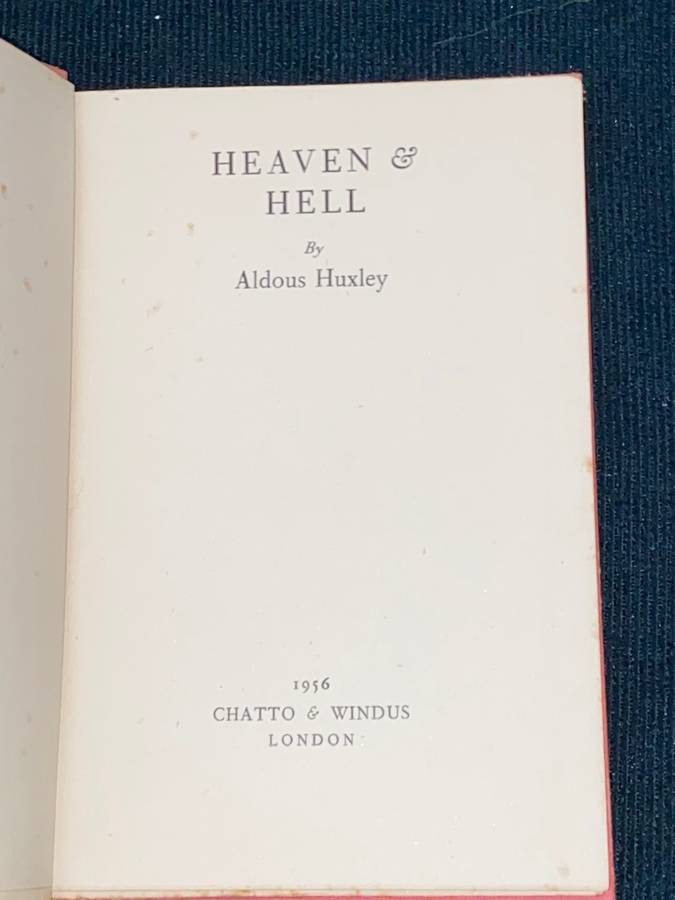 HEAVEN &
HELL
By
Aldous Huxley
1956
CHATTO & WINDUS
LONDON